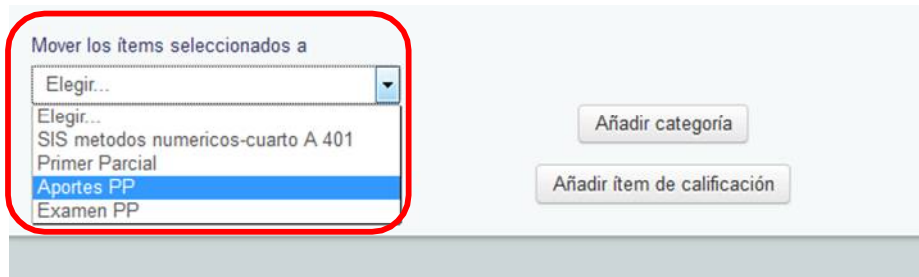 Mover los ítems seleccionados a
Elegir...
Elegir...
SIS metodos numericos-cuarto A 401
Primer Parcial
Aportes PP
Examen PP
Añadir categoría
Añadir ítem de calificación